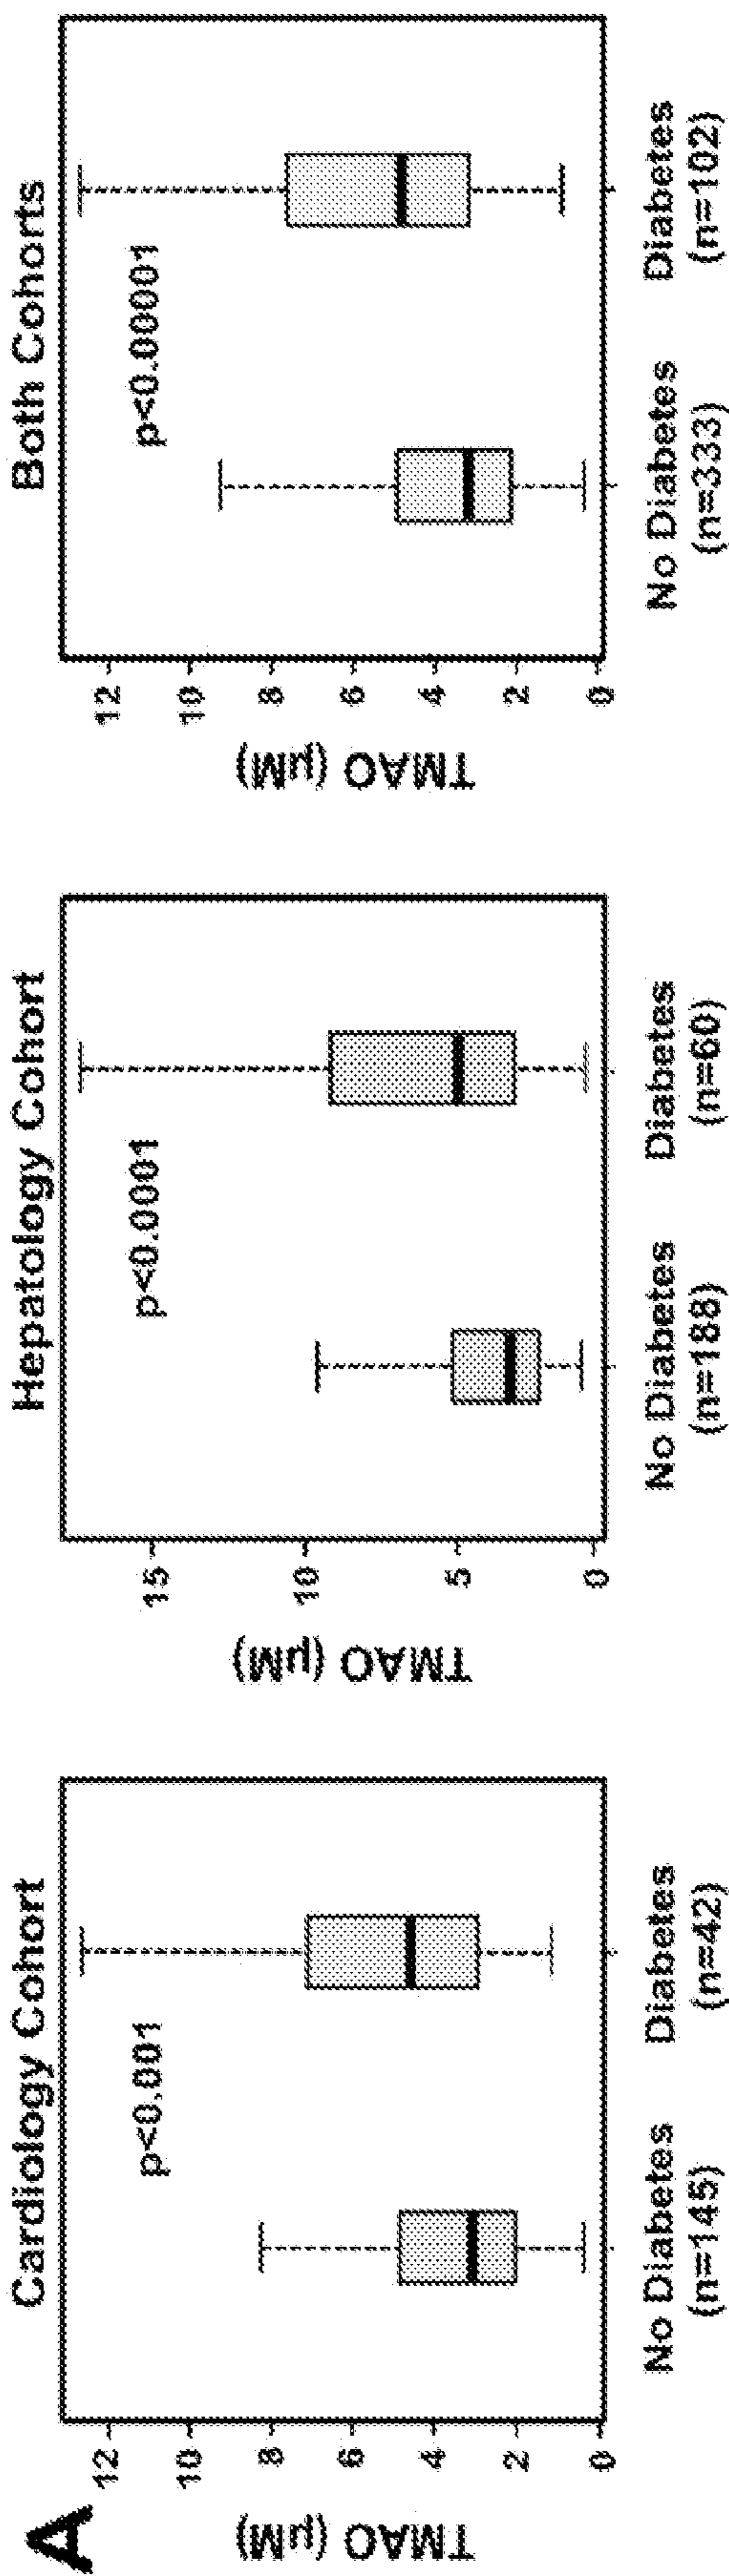 A
Cardiology Cohort
TMAO (µM)
12
10
8
6
4
2
0
p<0.001
No Diabetes
(n=145)
Diabetes
(n=42)
Hepatology Cohort
TMAO (µM)
15
10
5
0
p<0.0001
No Diabetes
(n=188)
Diabetes
(n=60)
Both Cohorts
TMAO (µM)
12
10
8
6
4
2
0
p<0.00001
No Diabetes
(n=333)
Diabetes
(n=102)